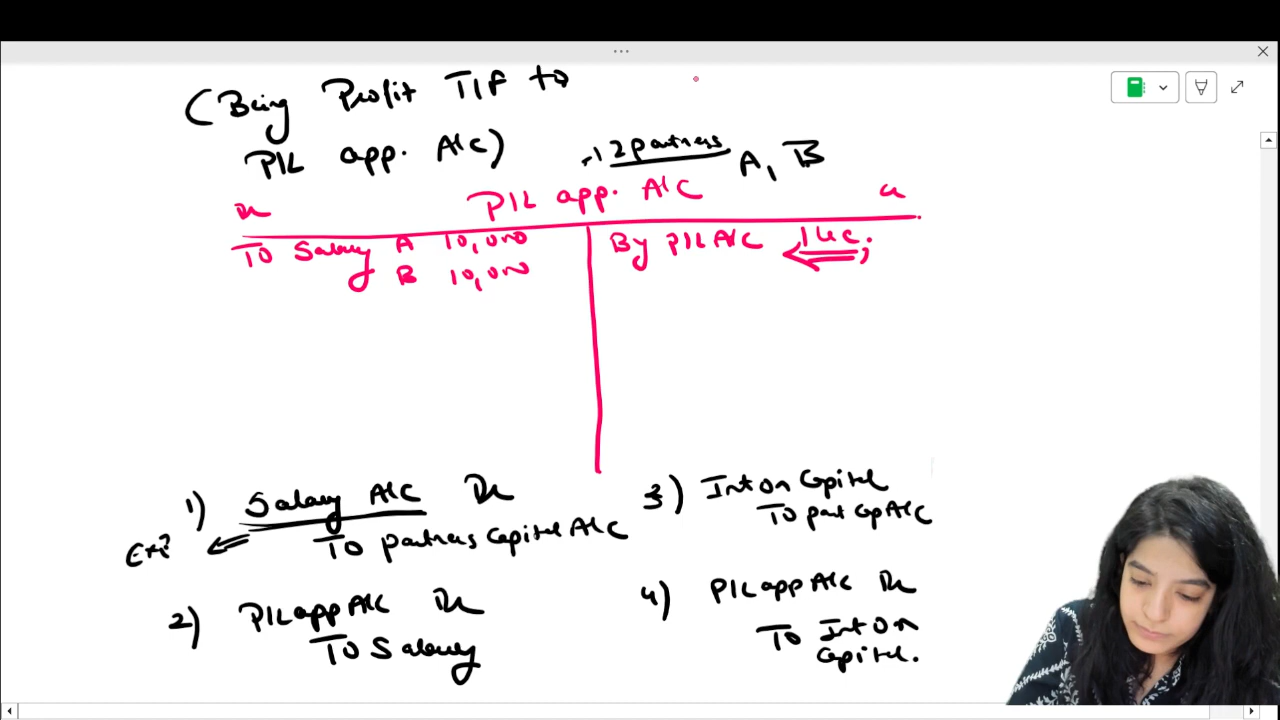 (Being Profit T/F to
P/L app. A/C)
2 partners A, B
Dr P/L app. A/C Cr
To Salary A 10,000 By P/L A/C
B 10,000
1) Salary A/C Dr
To partners Capital A/C
2) P/L app A/C Dr
To Salary
3) Int on Capital
To part Cap A/C
4) P/L app A/C Dr
To Int on
Capital.